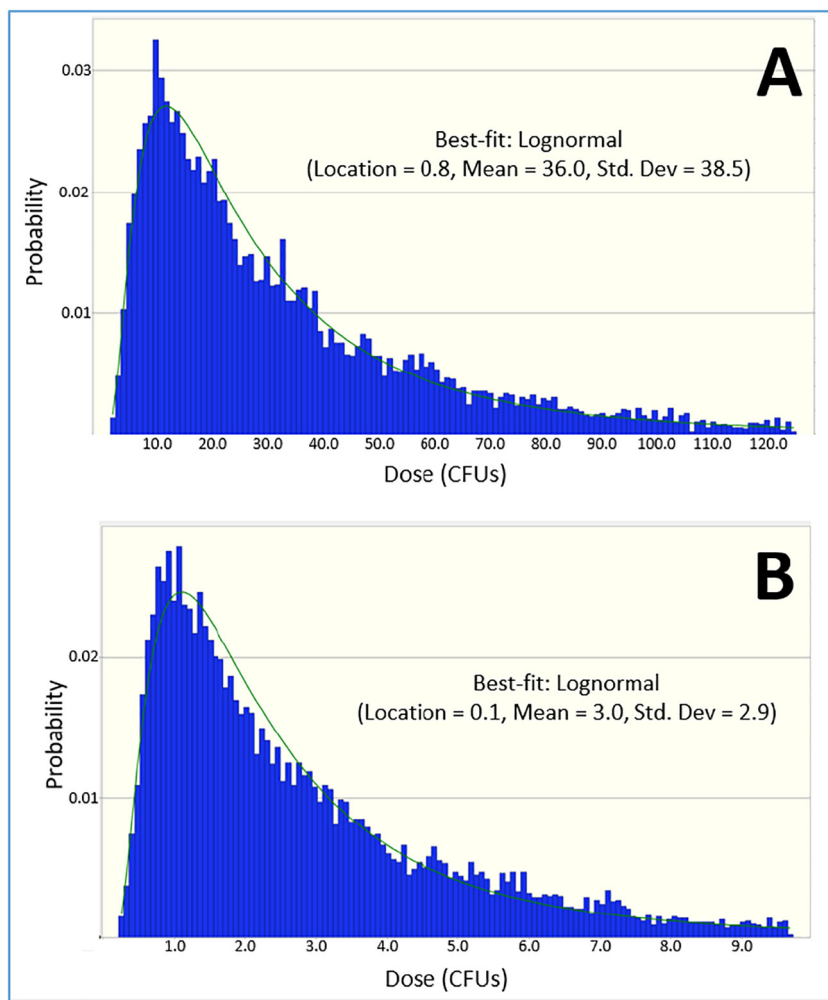 A
0.03
Best-fit: Lognormal
(Location = 0.8, Mean = 36.0, Std. Dev = 38.5)
0.02
Probability
0.01
10.0 20.0 30.0 40.0 50.0 60.0 70.0 80.0 90.0 100.0 110.0 120.0
Dose (CFUs)
B
0.02
Best-fit: Lognormal
(Location = 0.1, Mean = 3.0, Std. Dev = 2.9)
Probability
0.01
1.0 2.0 3.0 4.0 5.0 6.0 7.0 8.0 9.0
Dose (CFUs)